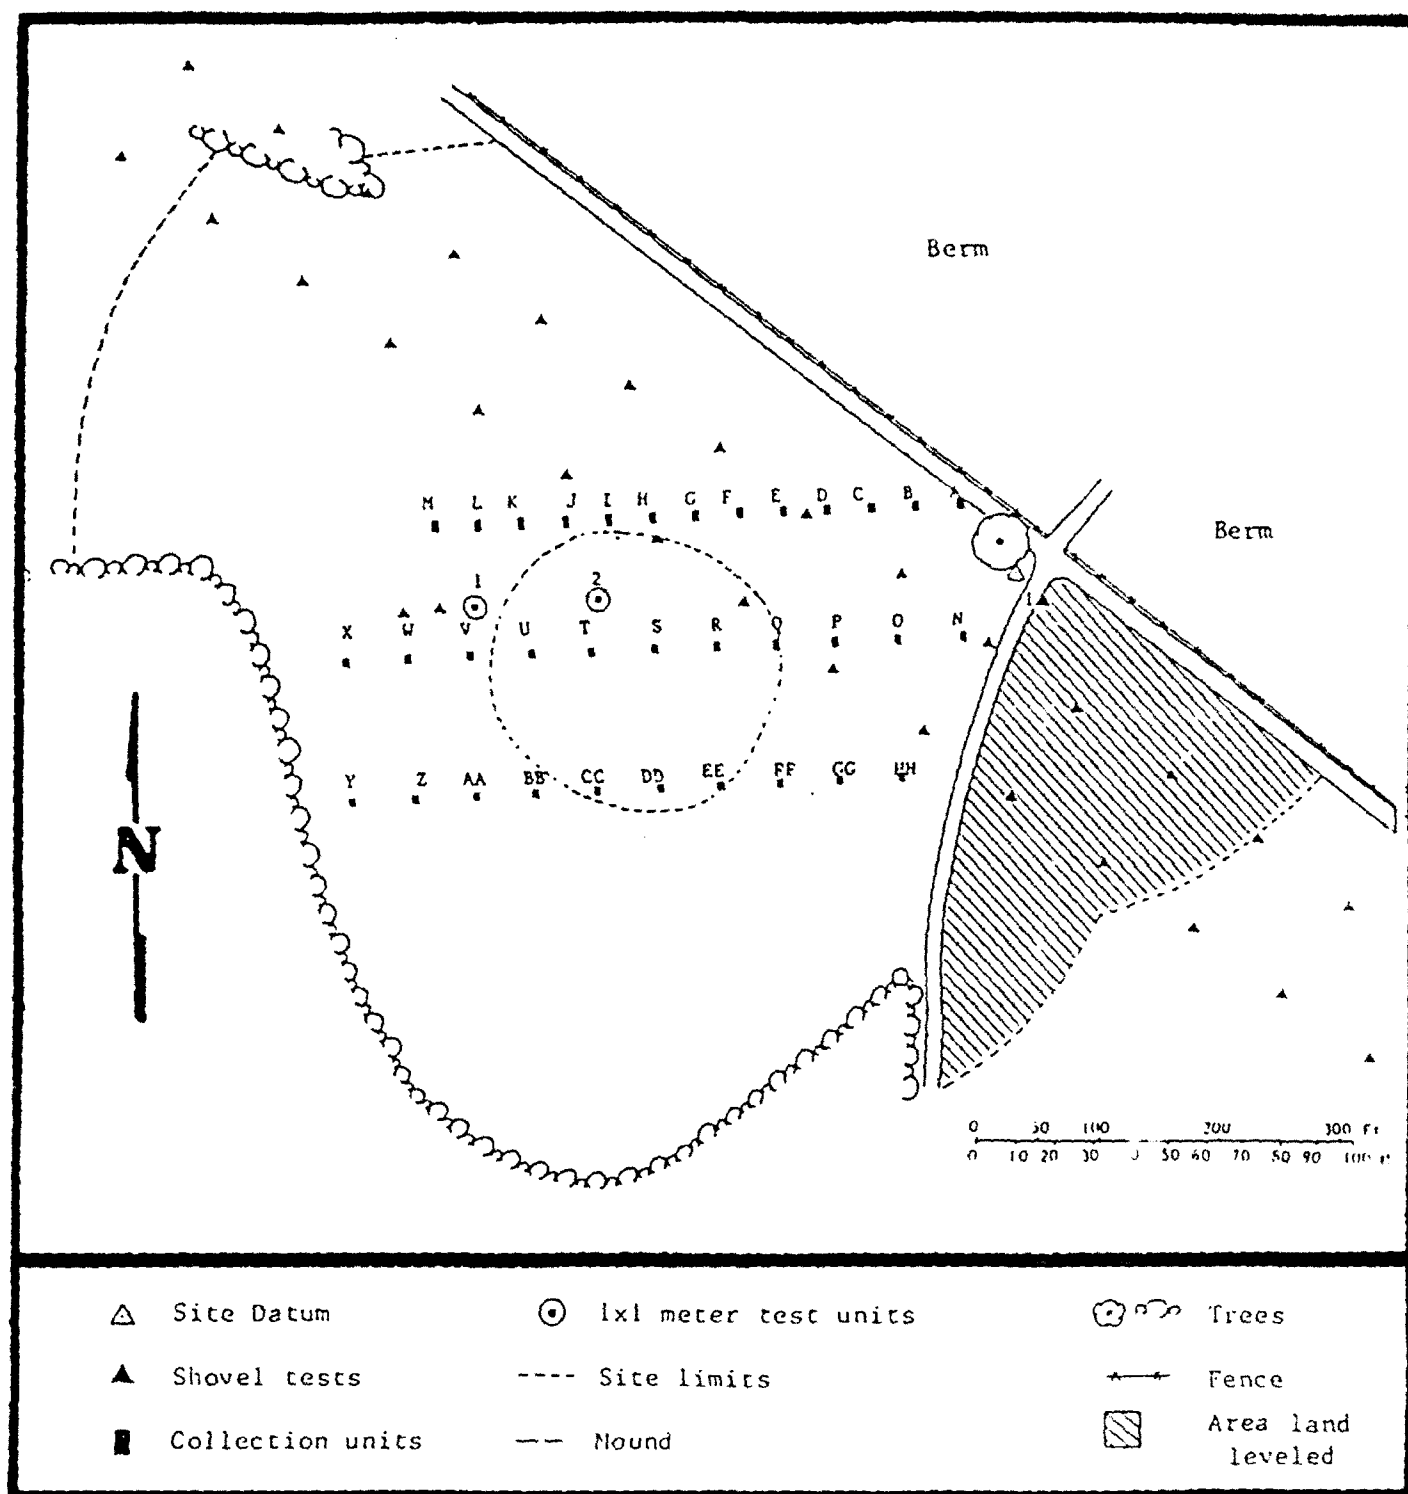 Berm
Berm
M L K J I H G F E D C B A
1 2
X W V U T S R Q P O N
Y Z AA BB CC DD EE FF GG HH
N
0 50 100 200 300 Ft
0 10 20 30 50 60 70 80 90 100
Site Datum
Shovel tests
Collection units
1x1 meter test units
Site limits
Mound
Trees
Fence
Area land
leveled